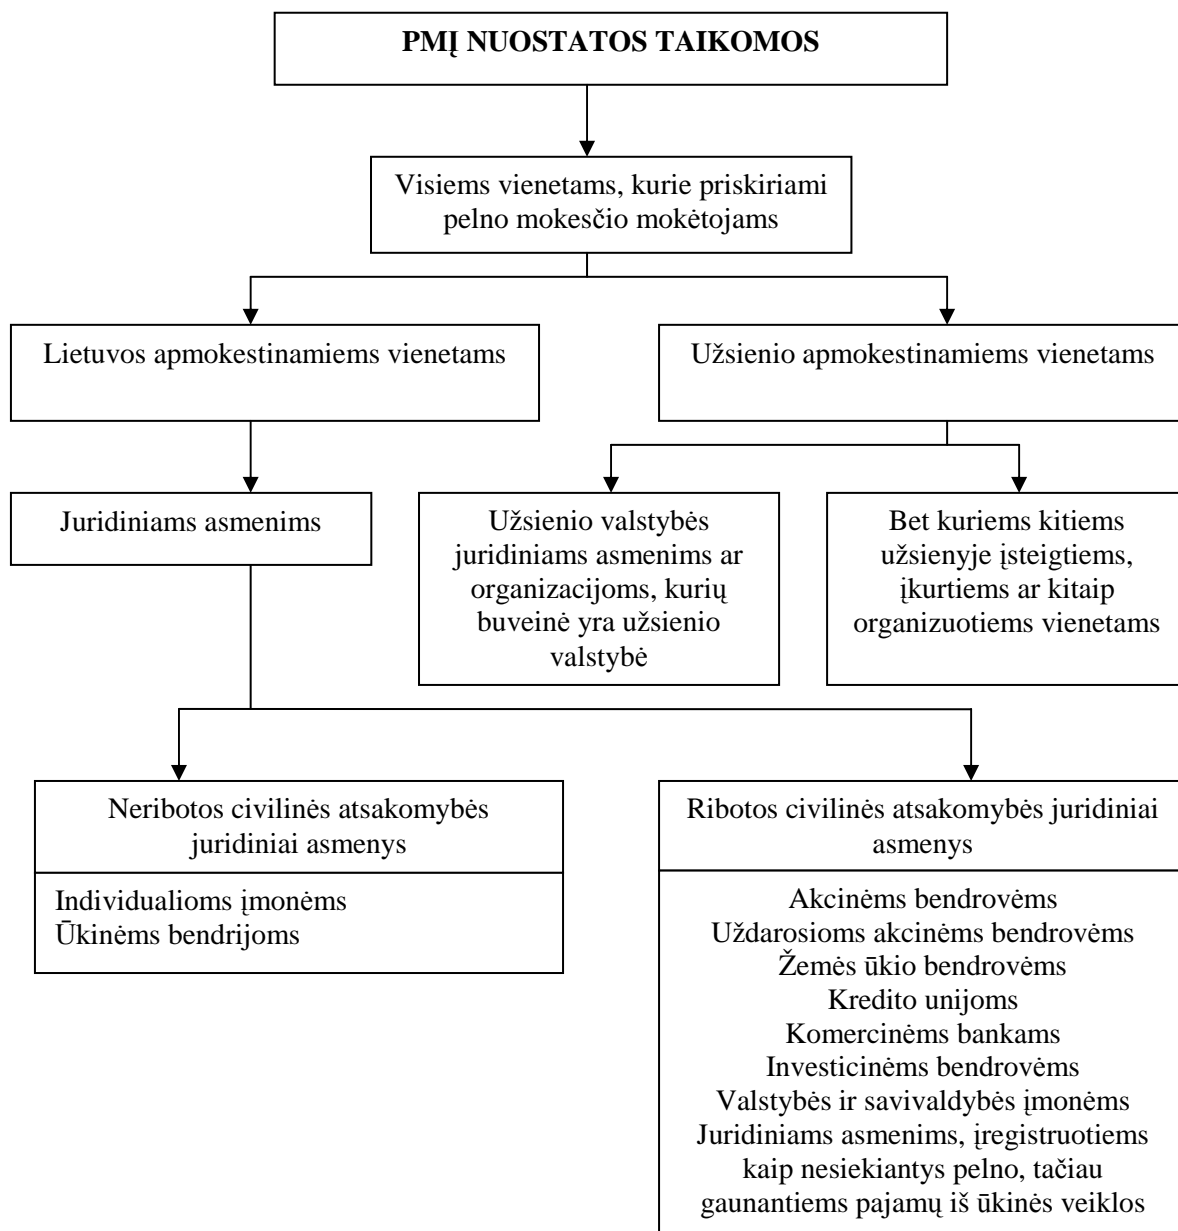 PMĮ NUOSTATOS TAIKOMOS
Visiems vienetams, kurie priskiriami
pelno mokesčio mokėtojams
Lietuvos apmokestinamiems vienetams
Užsienio apmokestinamiems vienetams
Juridiniams asmenims
Užsienio valstybės
juridiniams asmenims ar
organizacijoms, kurių
buveinė yra užsienio
valstybė
Bet kuriems kitiems
užsienyje įsteigtiems,
įkurtiems ar kitaip
organizuotiems vienetams
Neribotos civilinės atsakomybės
juridiniai asmenys
Individualioms įmonėms
Ūkinėms bendrijoms
Ribotos civilinės atsakomybės juridiniai
asmenys
Akcinėms bendrovėms
Uždarosioms akcinėms bendrovėms
Žemės ūkio bendrovėms
Kredito unijoms
Komercinėms bankams
Investicinėms bendrovėms
Valstybės ir savivaldybės įmonėms
Juridiniams asmenims, įregistruotiems
kaip nesiekiantys pelno, tačiau
gaunantiems pajamų iš ūkinės veiklos